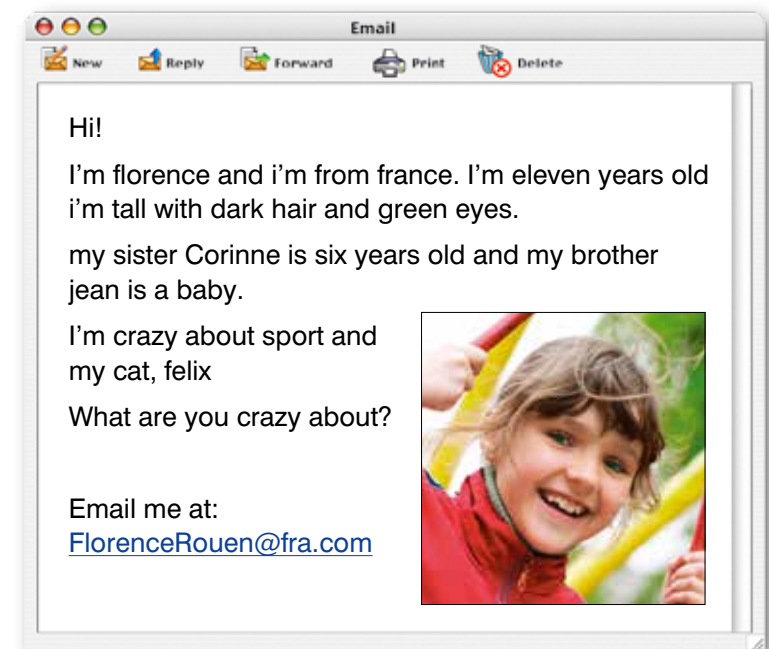 Email
New Reply Forward Print Delete
Hi!
I'm florence and i'm from france. I'm eleven years old
i'm tall with dark hair and green eyes.
my sister Corinne is six years old and my brother
jean is a baby.
I'm crazy about sport and
my cat, felix
What are you crazy about?
Email me at:
FlorenceRouen@fra.com